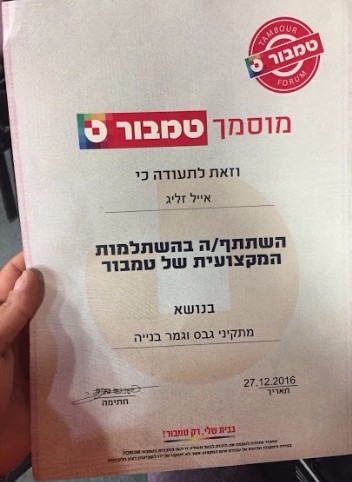 TAMBOUR
טמבור
FORUM
מוסמך טמבור
וזאת לתעודה כי
אייל זליג
השתתף/ה בהשתלמות
המקצועית של טמבור
בנושא
מתקיני גבס וגמר בנייה
27.12.2016
תאריך
חתימה
בבית שלי, רק טמבור!